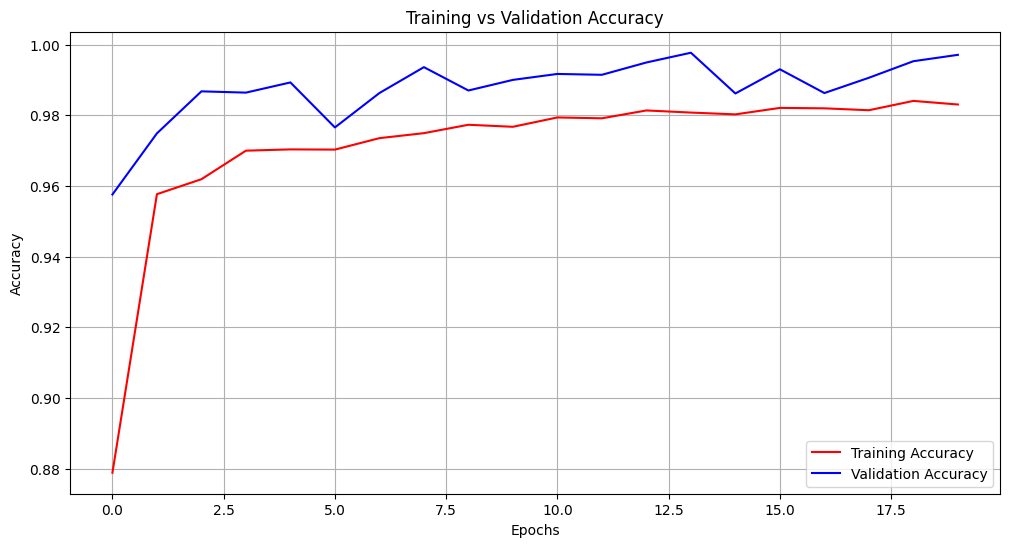 Training vs Validation Accuracy
1.00
0.98
0.96
0.94
0.92
0.90
0.88
Accuracy
0.0 2.5 5.0 7.5 10.0 12.5 15.0 17.5
Epochs
Training Accuracy
Validation Accuracy